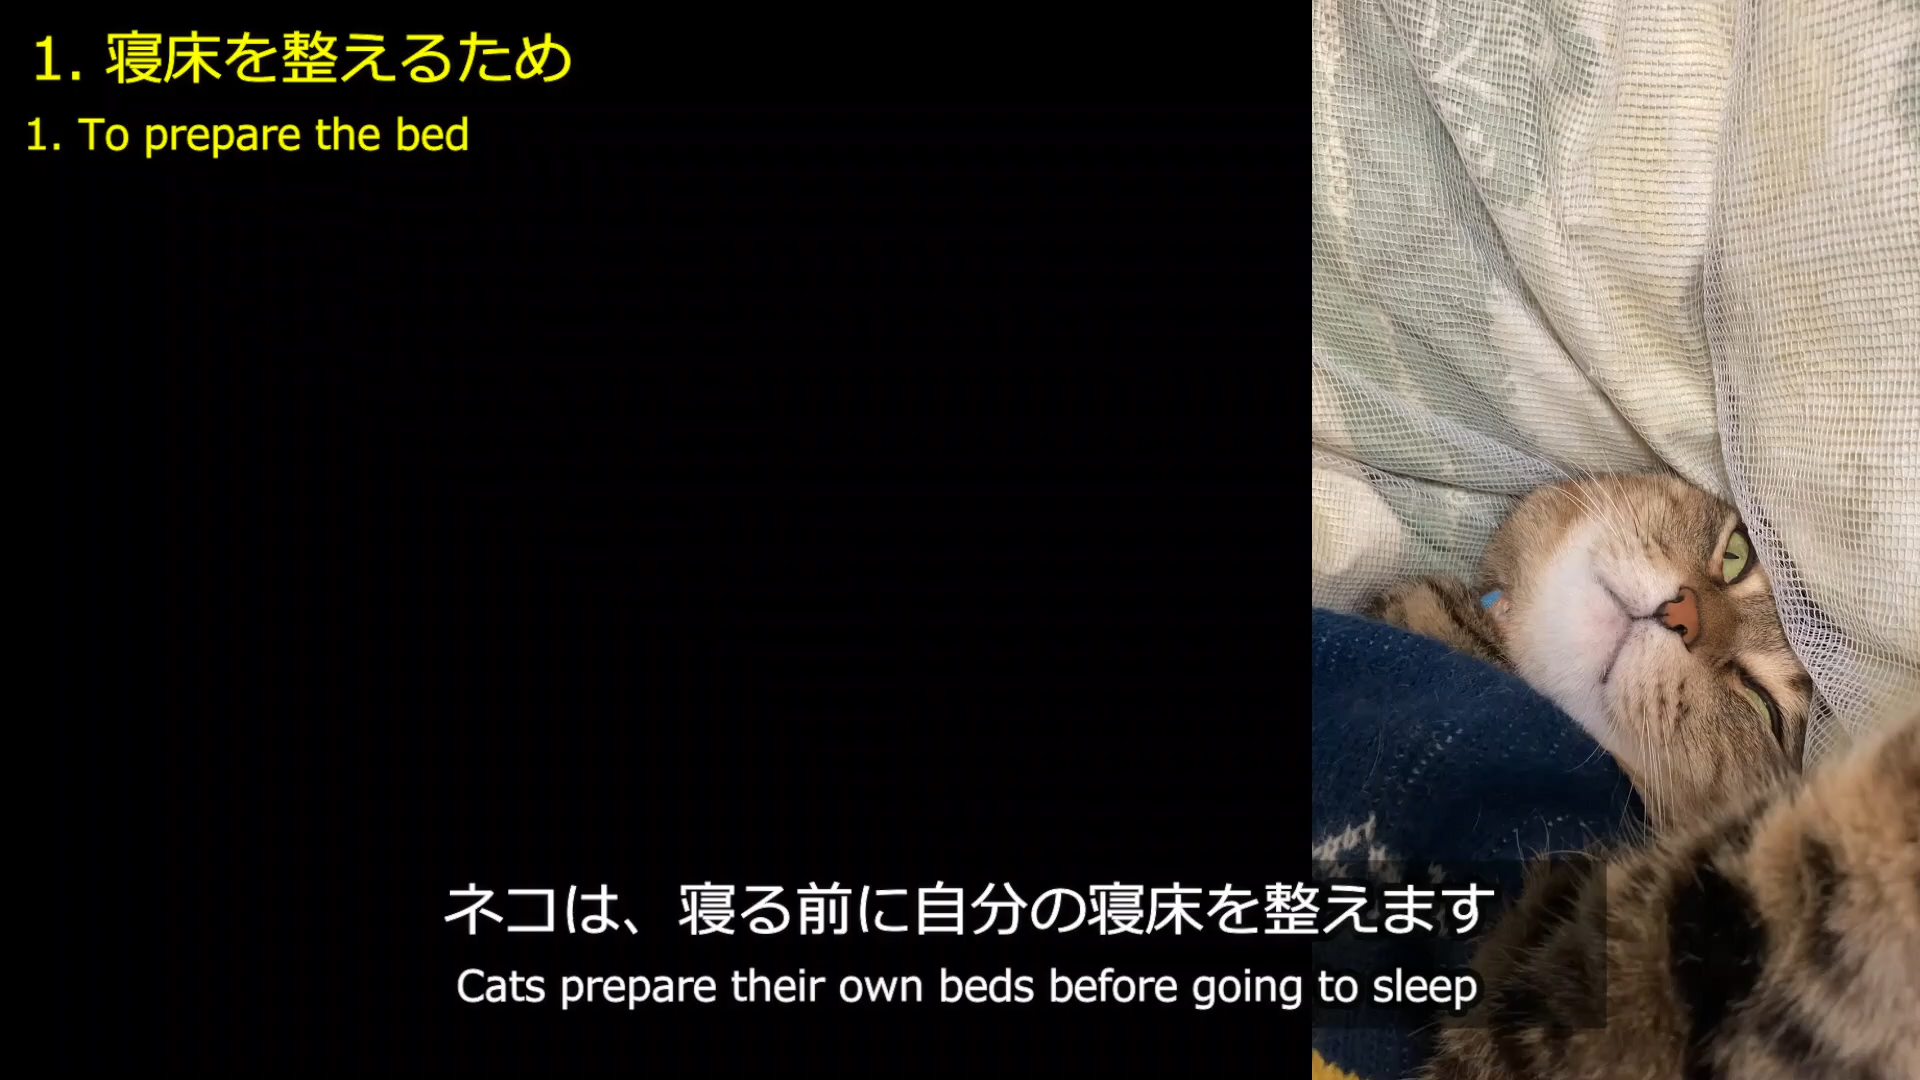 1. 寝床を整えるため
1. To prepare the bed
ネコは、寝る前に自分の寝床を整えます
Cats prepare their own beds before going to sleep